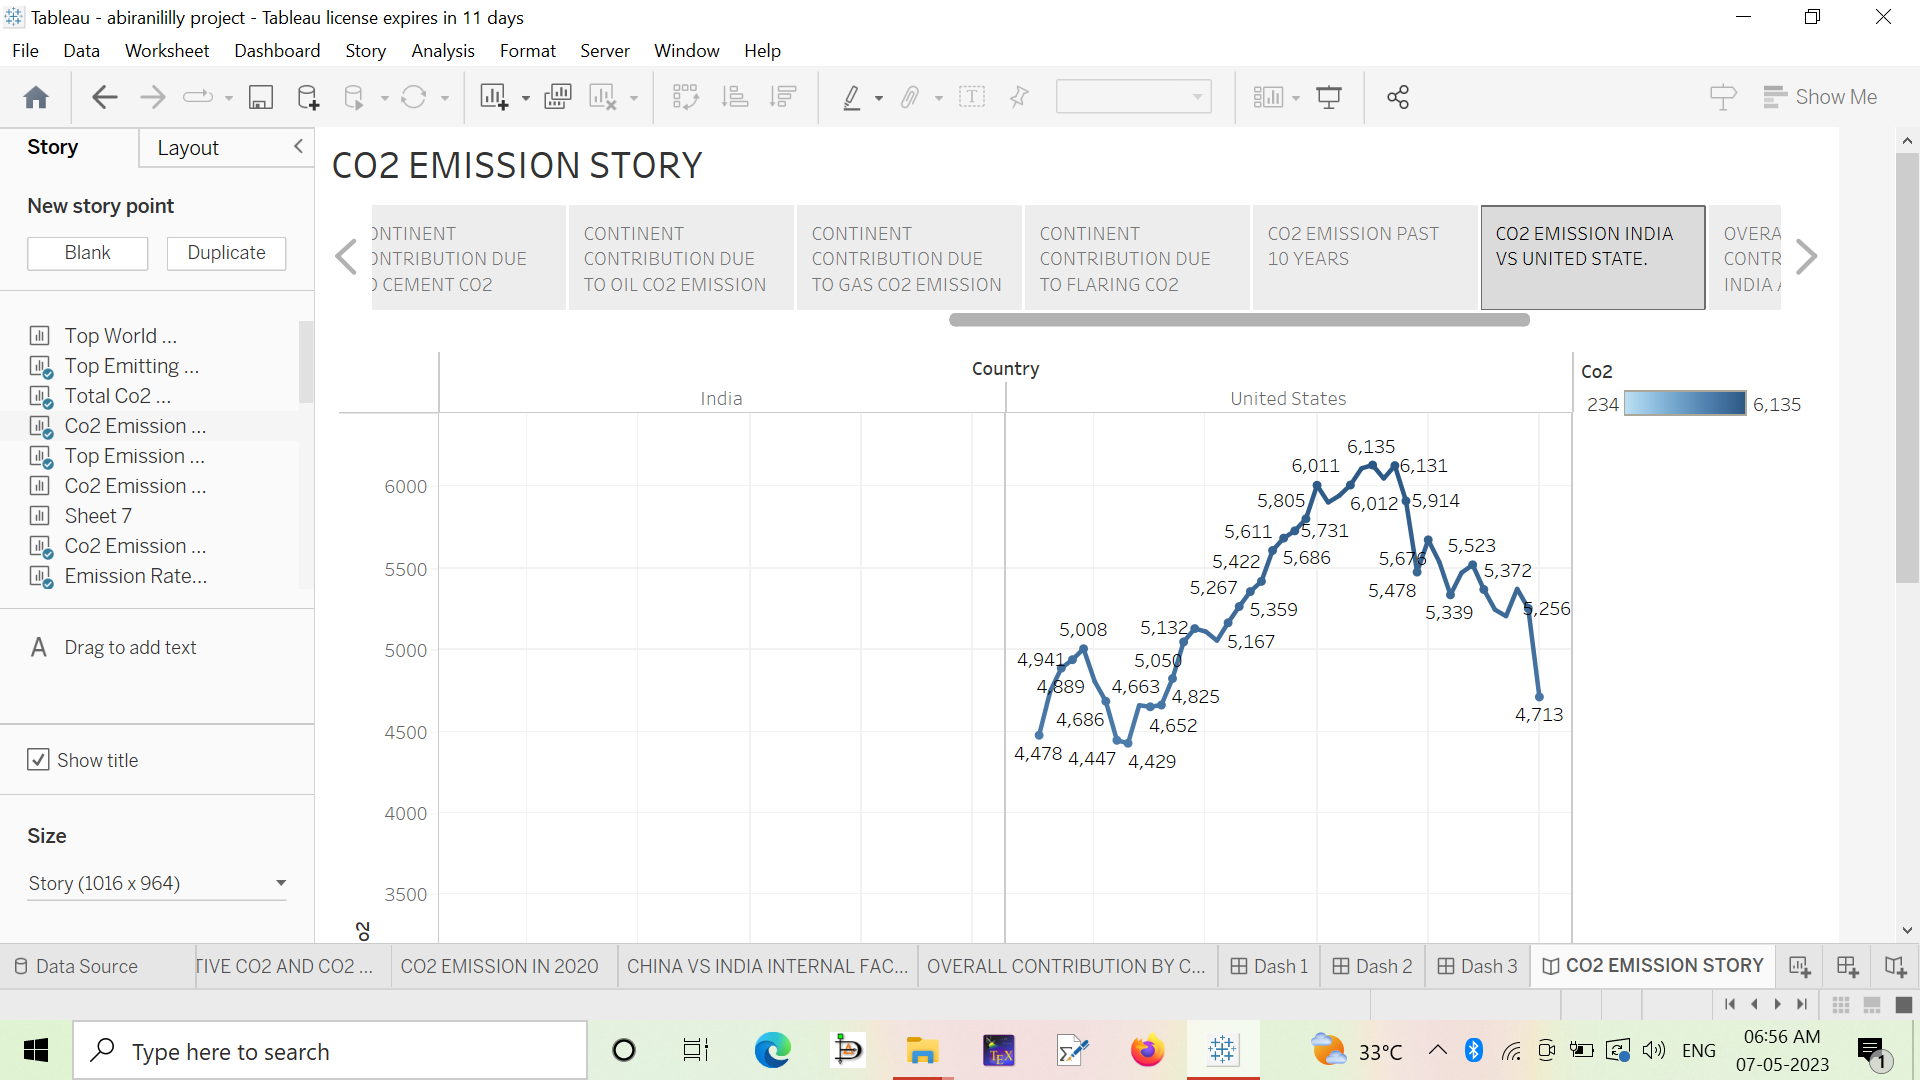 Tableau - abiranililly project - Tableau license expires in 11 days
File Data Worksheet Dashboard Story Analysis Format Server Window Help
Show Me
Story
Layout
New story point
Blank
Duplicate
Top World ...
Top Emitting ...
Total Co2 ...
Co2 Emission ...
Top Emission ...
Co2 Emission ...
Sheet 7
Co2 Emission ...
Emission Rate...
A Drag to add text
Show title
Size
Story (1016 x 964)
CO2 EMISSION STORY
ONTINENT
ONTRIBUTION DUE
O CEMENT CO2
CONTINENT
CONTRIBUTION DUE
TO OIL CO2 EMISSION
CONTINENT
CONTRIBUTION DUE
TO GAS CO2 EMISSION
CONTINENT
CONTRIBUTION DUE
TO FLARING CO2
CO2 EMISSION PAST
10 YEARS
CO2 EMISSION INDIA
VS UNITED STATE.
OVERA
CONTR
INDIA
Country
India
United States
Co2
234
6,135
6000
5500
5000
4500
4000
3500
o2
6,135
6,011
6,131
5,805
6,012
5,914
5,611
5,731
5,422
5,686
5,676
5,523
5,267
5,478
5,372
5,359
5,339
5,256
5,008
5,132
5,167
4,941
5,050
4,889
4,663
4,825
4,686
4,652
4,713
4,478
4,447
4,429
Data Source
TIVE CO2 AND CO2 ...
CO2 EMISSION IN 2020
CHINA VS INDIA INTERNAL FAC...
OVERALL CONTRIBUTION BY C...
Dash 1
Dash 2
Dash 3
CO2 EMISSION STORY
Type here to search
TEX
33°C
ENG
06:56 AM
07-05-2023
1